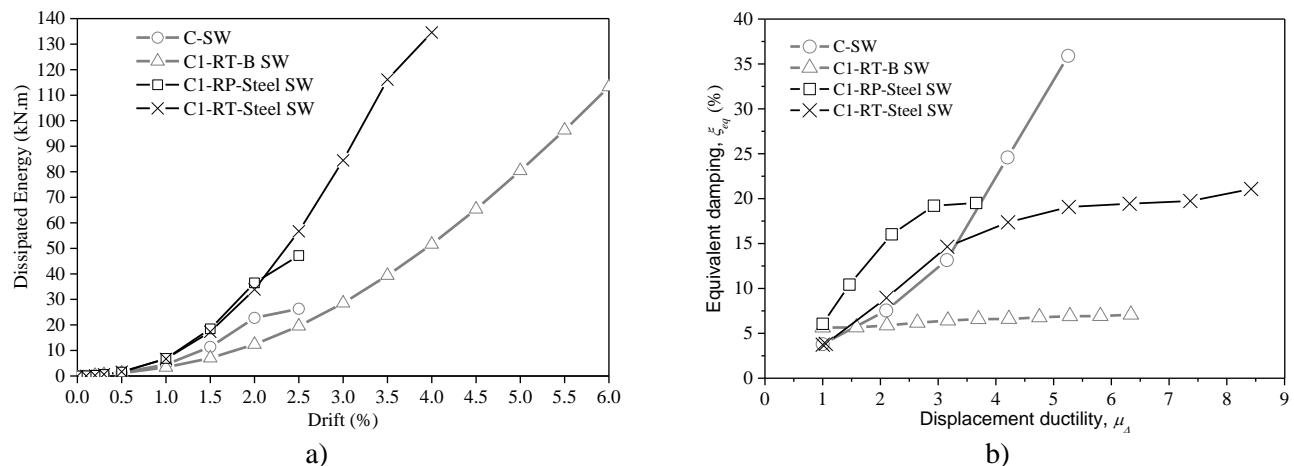 140
130
120
110
100
90
80
70
60
50
40
30
20
10
0
Dissipated Energy (kN.m)
C-SW
C1-RT-B SW
C1-RP-Steel SW
C1-RT-Steel SW
0.0 0.5 1.0 1.5 2.0 2.5 3.0 3.5 4.0 4.5 5.0 5.5 6.0
Drift (%)
a)
40
35
30
25
20
15
10
5
0
Equivalent damping, ξeq (%)
C-SW
C1-RT-B SW
C1-RP-Steel SW
C1-RT-Steel SW
0 1 2 3 4 5 6 7 8 9
Displacement ductility, μΔ
b)